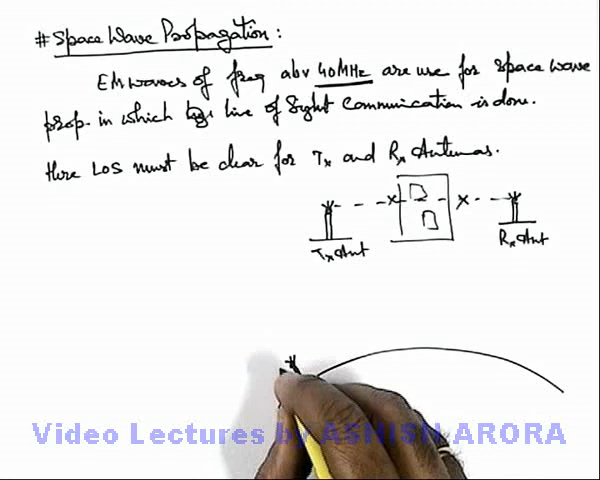 # Space Wave Propagation :
EM waves of freq abv 40MHz are use for space wave
prop. in which line of Sight Communication is done.
Here LOS must be clear for Tx and Rx Antennas.
Tx Ant
Rx Ant
Video Lectures by ASHISH ARORA